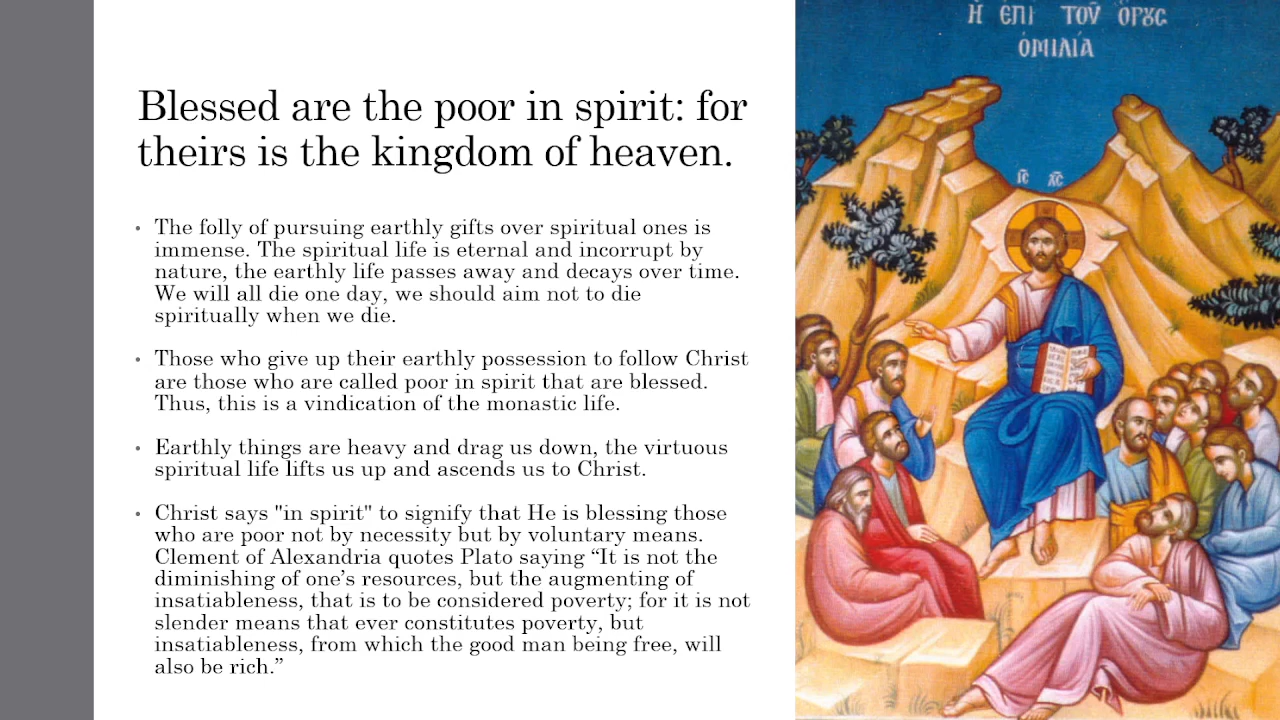 Blessed are the poor in spirit: for
theirs is the kingdom of heaven.
• The folly of pursuing earthly gifts over spiritual ones is
immense. The spiritual life is eternal and incorrupt by
nature, the earthly life passes away and decays over time.
We will all die one day, we should aim not to die
spiritually when we die.
• Those who give up their earthly possession to follow Christ
are those who are called poor in spirit that are blessed.
Thus, this is a vindication of the monastic life.
• Earthly things are heavy and drag us down, the virtuous
spiritual life lifts us up and ascends us to Christ.
• Christ says "in spirit" to signify that He is blessing those
who are poor not by necessity but by voluntary means.
Clement of Alexandria quotes Plato saying “It is not the
diminishing of one’s resources, but the augmenting of
insatiableness, that is to be considered poverty; for it is not
slender means that ever constitutes poverty, but
insatiableness, from which the good man being free, will
also be rich.”
Ἡ ἐπὶ τοῦ ὄρȣς
ὁμιλία
ΙC ΧC